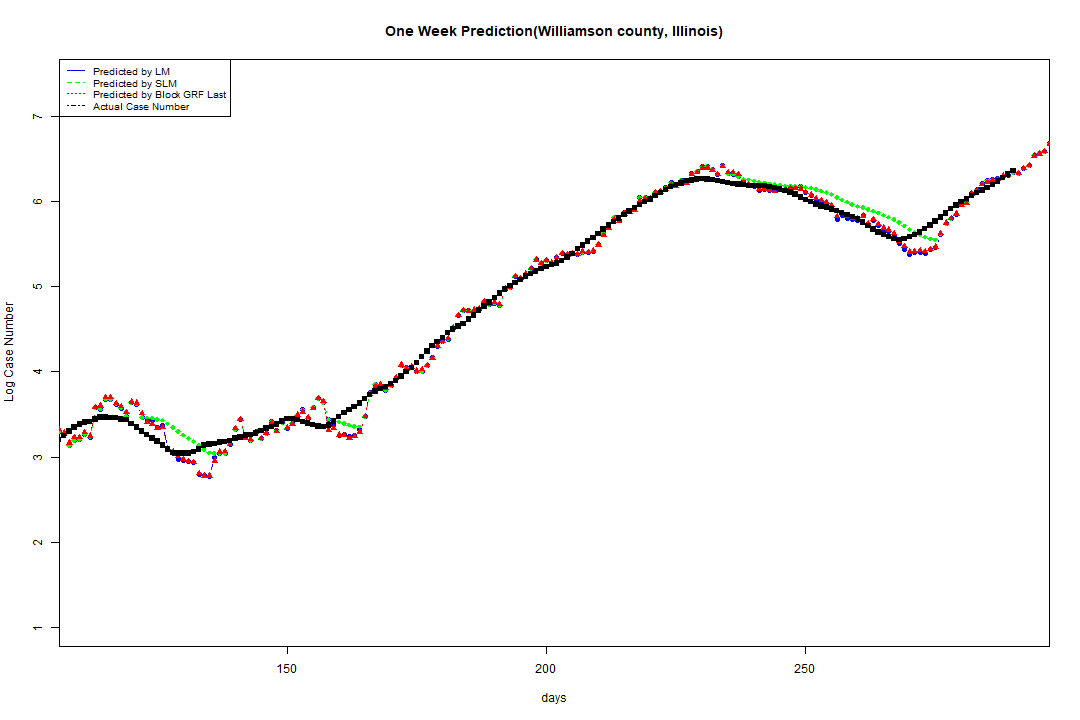 One Week Prediction(Williamson county, Illinois)
Predicted by LM
Predicted by SLM
Predicted by Block GRF Last
Actual Case Number
7
6
5
4
3
2
1
Log Case Number
150
200
250
days